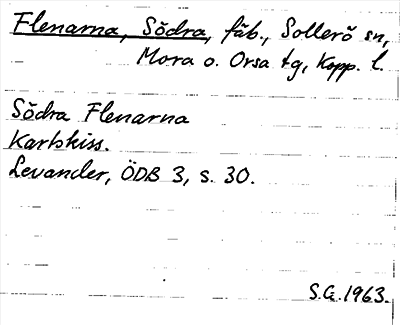 Flenarna, Södra, fäb., Sollerö sn,
Mora o. Orsa tg, Kopp. l.
Södra Flenarna
Kartskiss.
Levander, ÖDB 3, s. 30.
S.G. 1963.